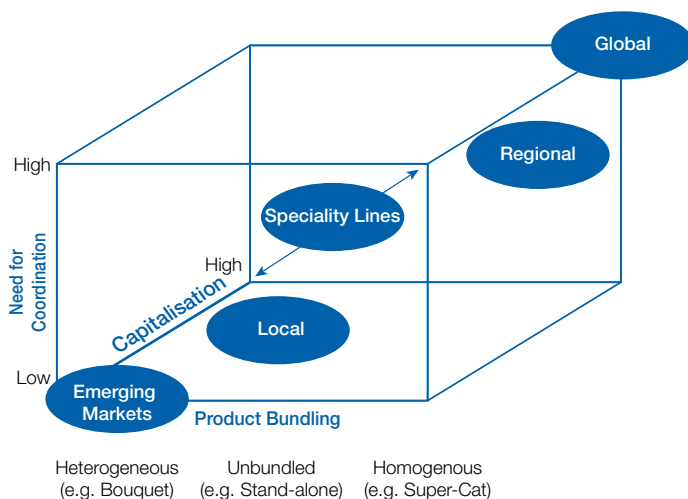 Global
Regional
High
Speciality Lines
High
Need for
Coordination
Capitalisation
Local
Low
Emerging
Markets
Product Bundling
Heterogeneous
(e.g. Bouquet)
Unbundled
(e.g. Stand-alone)
Homogenous
(e.g. Super-Cat)